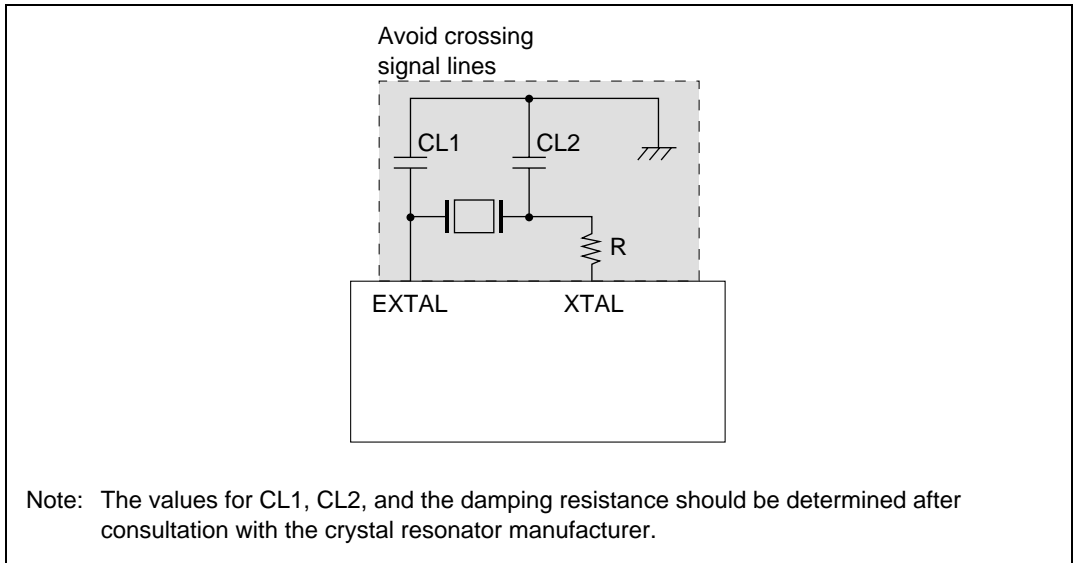 Avoid crossing
signal lines
CL1
CL2
R
EXTAL
XTAL
Note: The values for CL1, CL2, and the damping resistance should be determined after
consultation with the crystal resonator manufacturer.